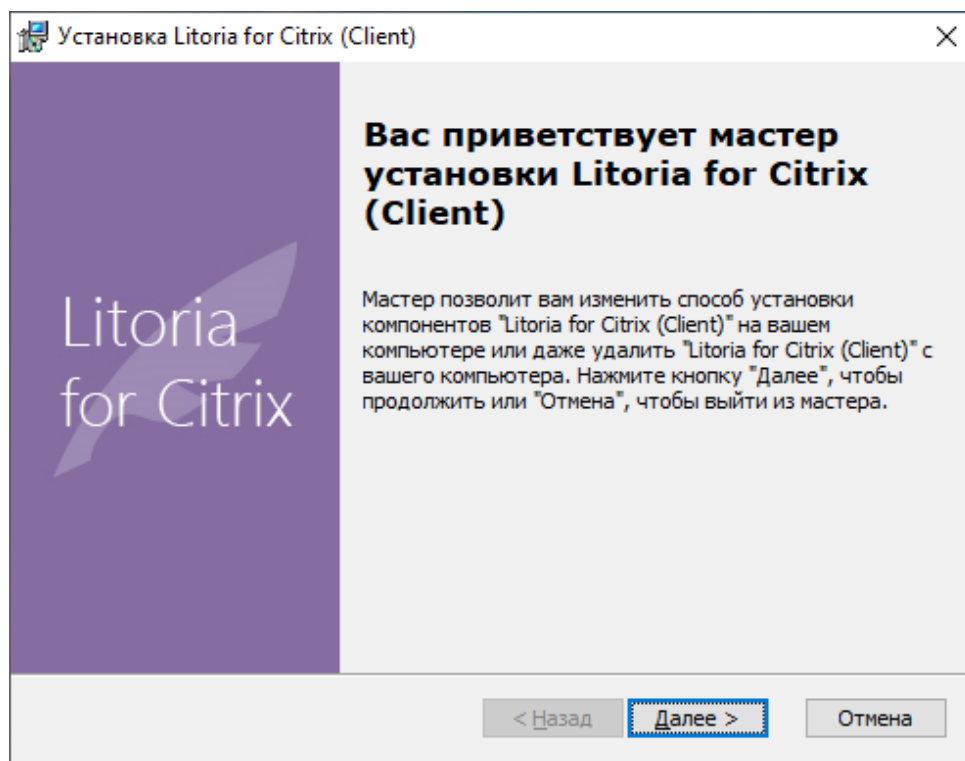 Установка Litoria for Citrix (Client)
Вас приветствует мастер
установки Litoria for Citrix
(Client)
Litoria
for Citrix
Мастер позволит вам изменить способ установки
компонентов "Litoria for Citrix (Client)" на вашем
компьютере или даже удалить "Litoria for Citrix (Client)" с
вашего компьютера. Нажмите кнопку "Далее", чтобы
продолжить или "Отмена", чтобы выйти из мастера.
< Назад Далее > Отмена